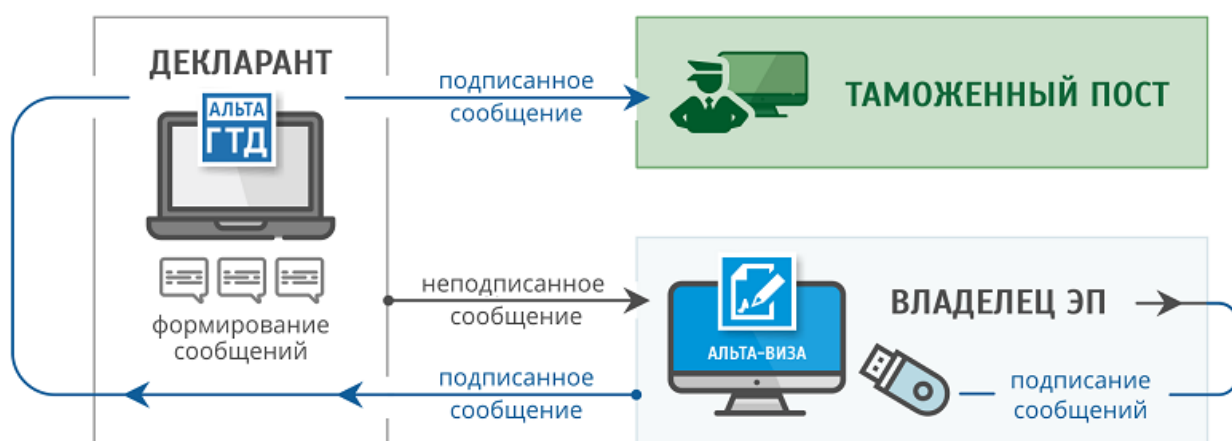 ДЕКЛАРАНТ
АЛЬТА
ГТД
формирование
сообщений
подписанное
сообщение
ТАМОЖЕННЫЙ ПОСТ
неподписанное
сообщение
АЛЬТА-ВИЗА
ВЛАДЕЛЕЦ ЭП
подписание
сообщений
подписанное
сообщение